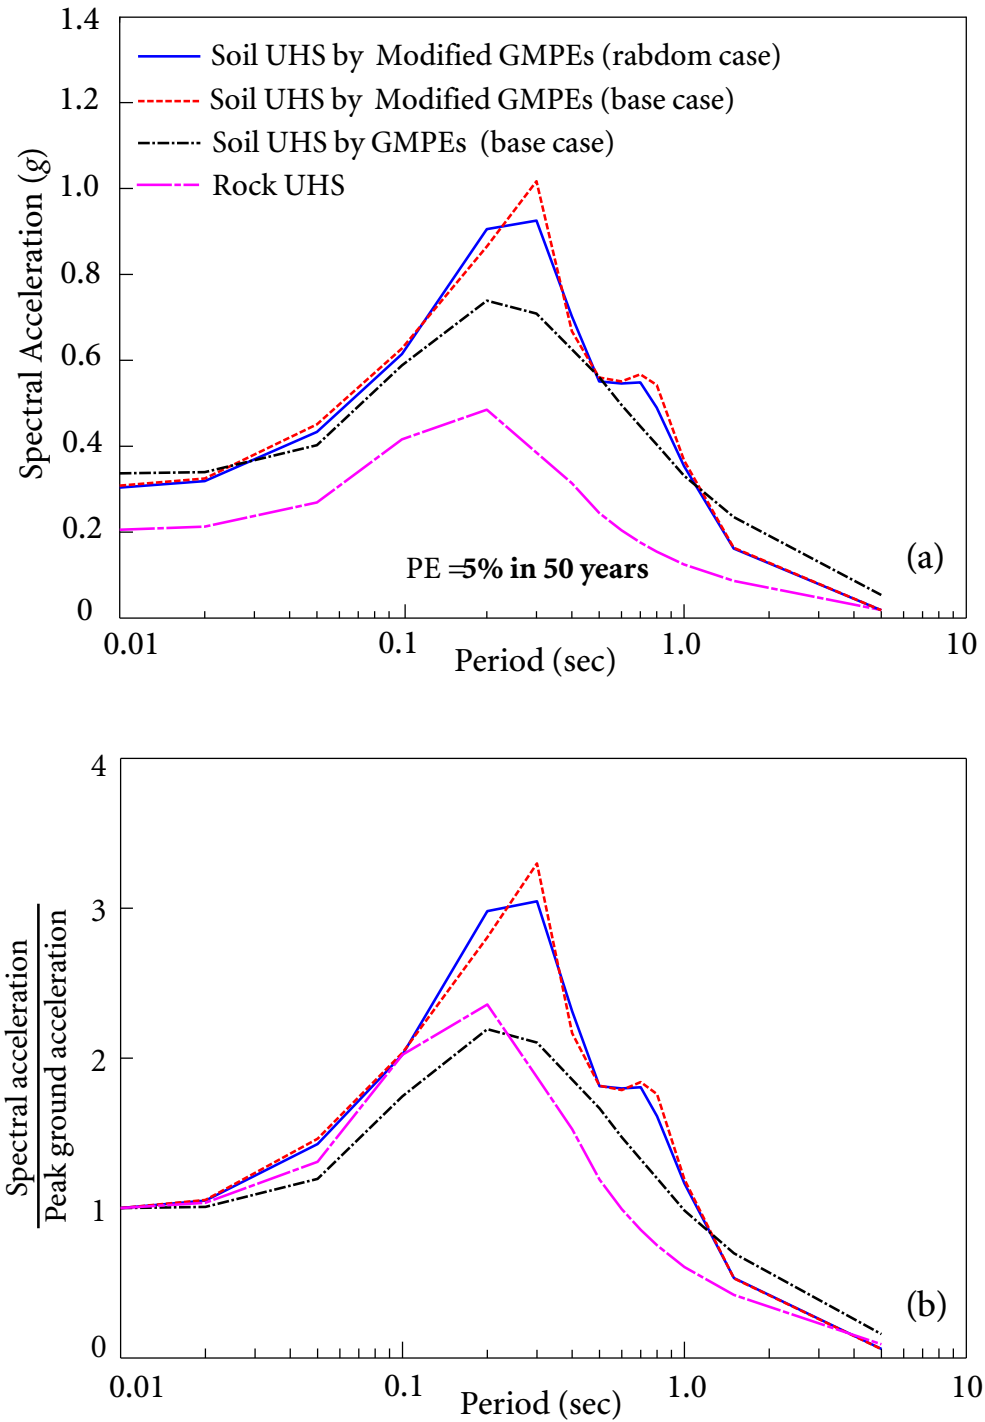 1.4
Soil UHS by Modified GMPEs (rabdom case)
1.2
Soil UHS by Modified GMPEs (base case)
Soil UHS by GMPEs (base case)
1.0
Rock UHS
0.8
0.6
0.4
0.2
0
Spectral Acceleration (g)
PE =5% in 50 years
(a)
0.01 0.1 1.0 10
Period (sec)
4
3
2
1
0
Spectral acceleration
Peak ground acceleration
(b)
0.01 0.1 1.0 10
Period (sec)